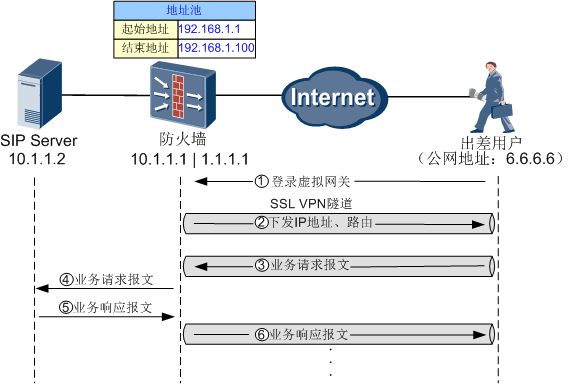 地址池
起始地址 192.168.1.1
结束地址 192.168.1.100
Internet
SIP Server
10.1.1.2
防火墙
10.1.1.1 | 1.1.1.1
出差用户
（公网地址：6.6.6.6）
①登录虚拟网关
SSL VPN隧道
②下发IP地址、路由
③业务请求报文
④业务请求报文
⑤业务响应报文
⑥业务响应报文